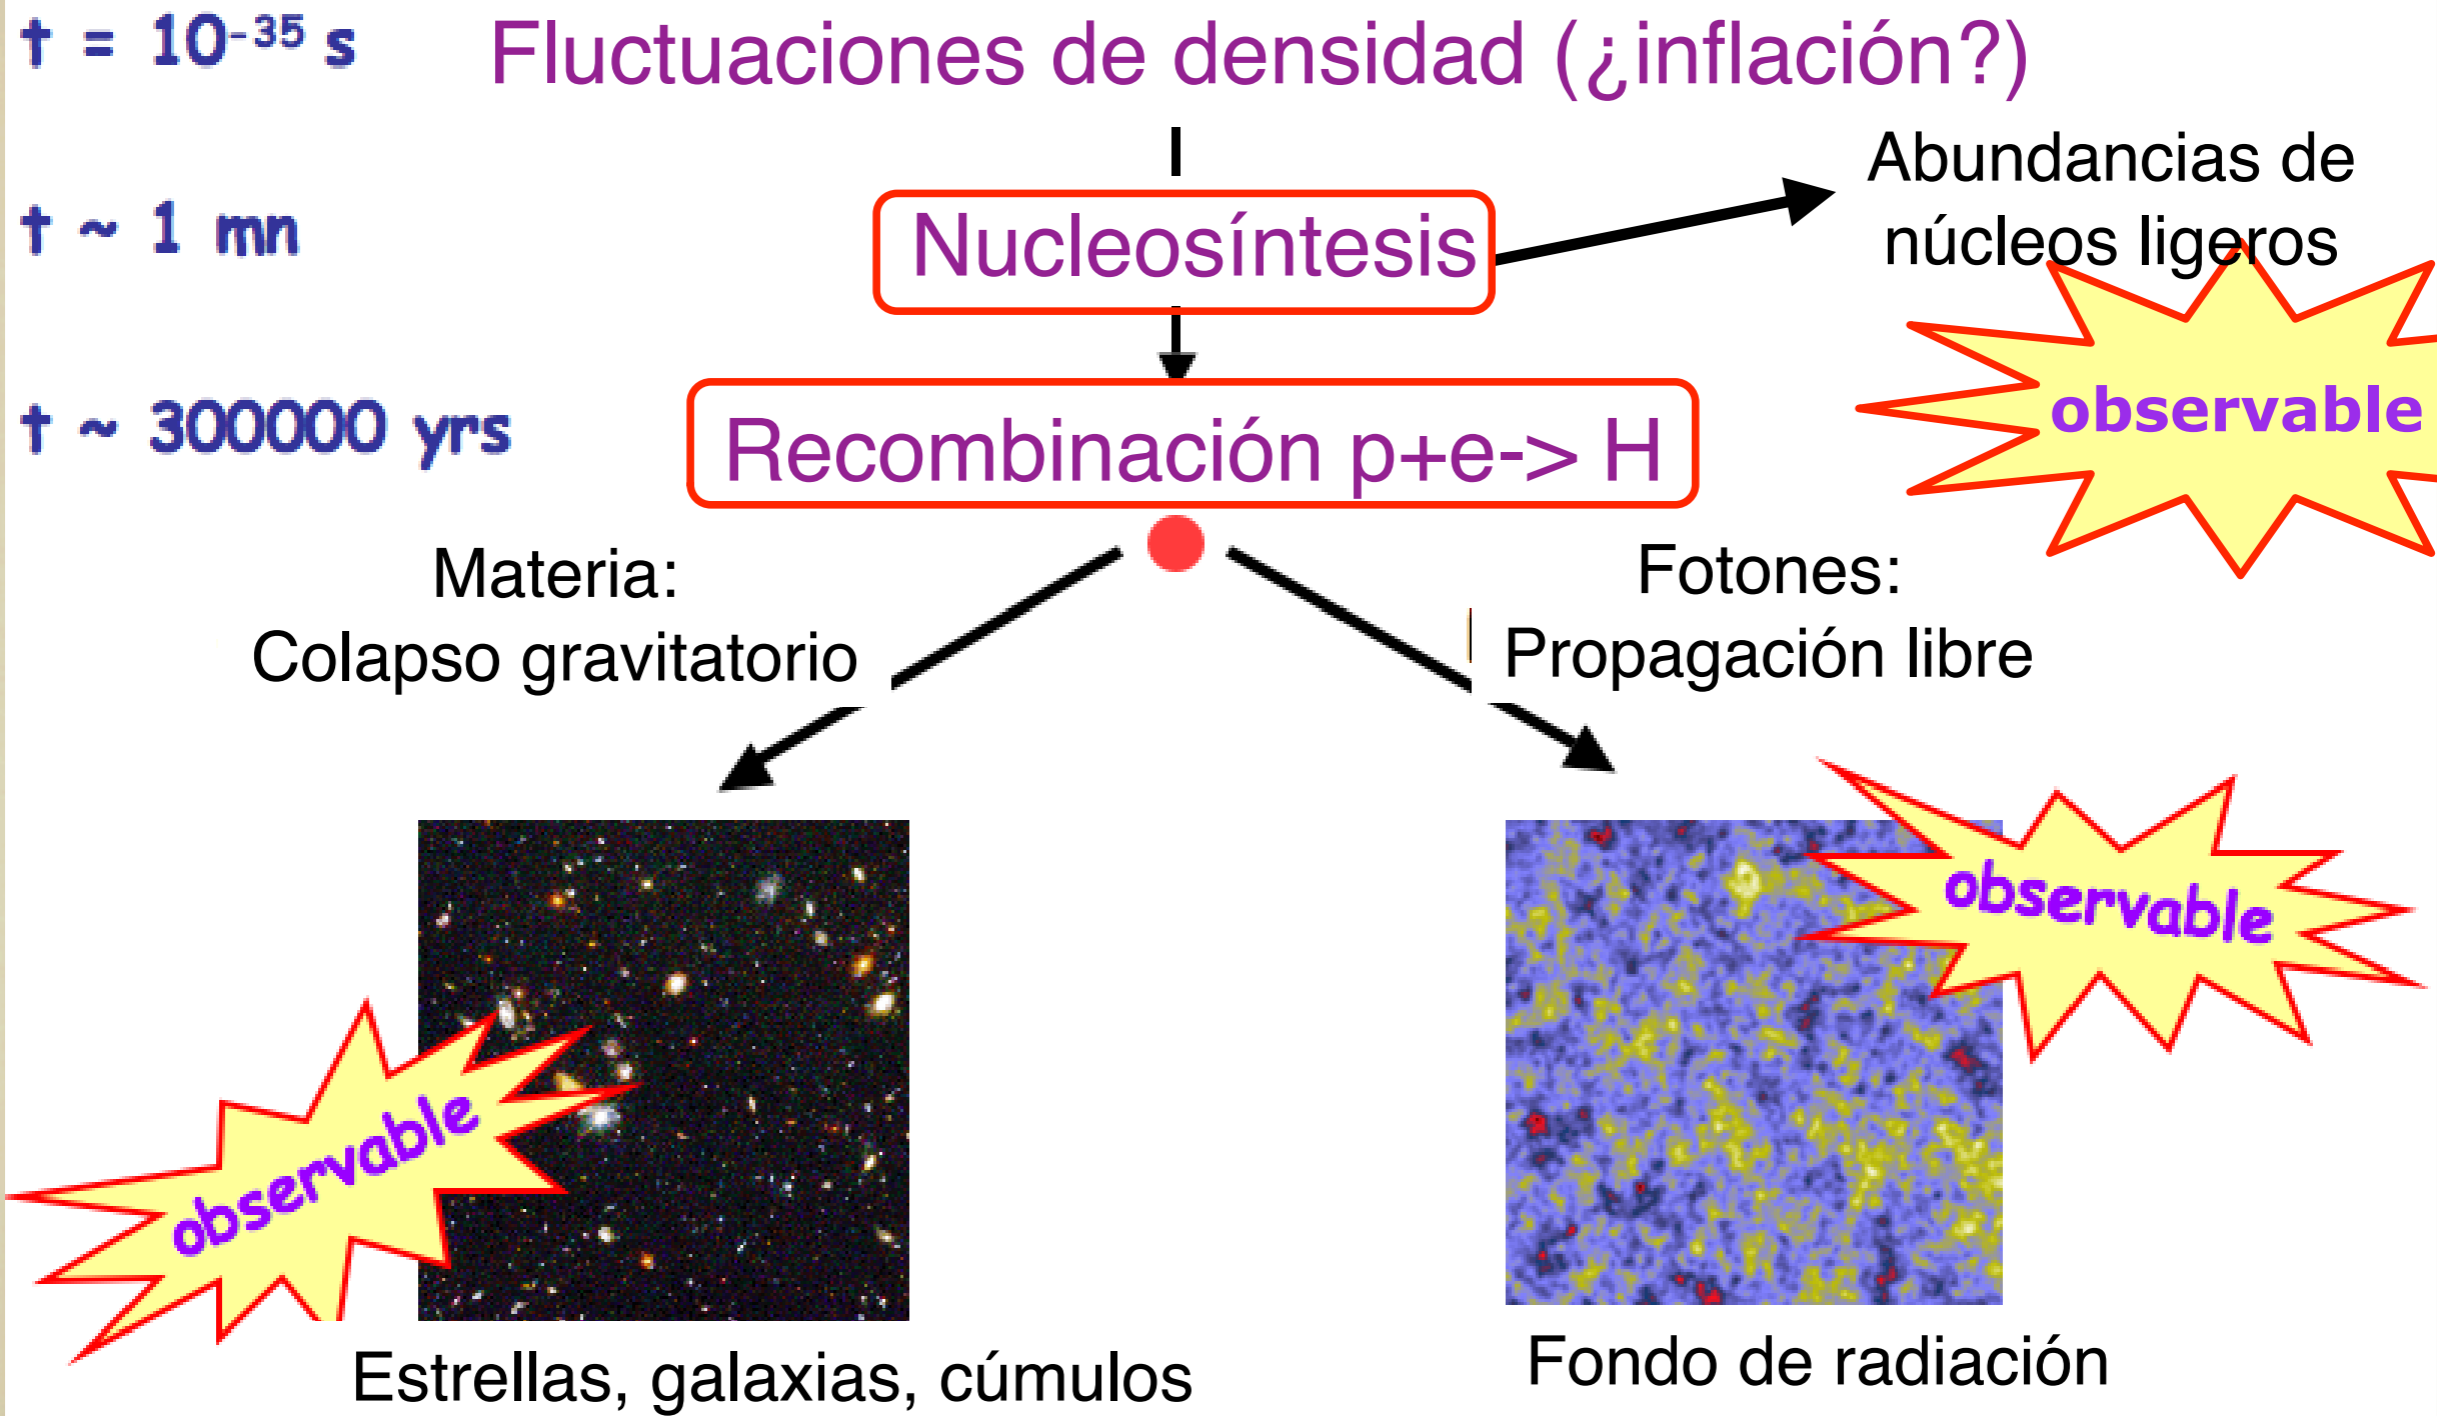 t = 10⁻³⁵ s
Fluctuaciones de densidad (¿inflación?)
Abundancias de
núcleos ligeros
t ~ 1 mn
Nucleosíntesis
observable
t ~ 300000 yrs
Recombinación p+e-> H
Materia:
Colapso gravitatorio
Fotones:
Propagación libre
observable
observable
Estrellas, galaxias, cúmulos
Fondo de radiación